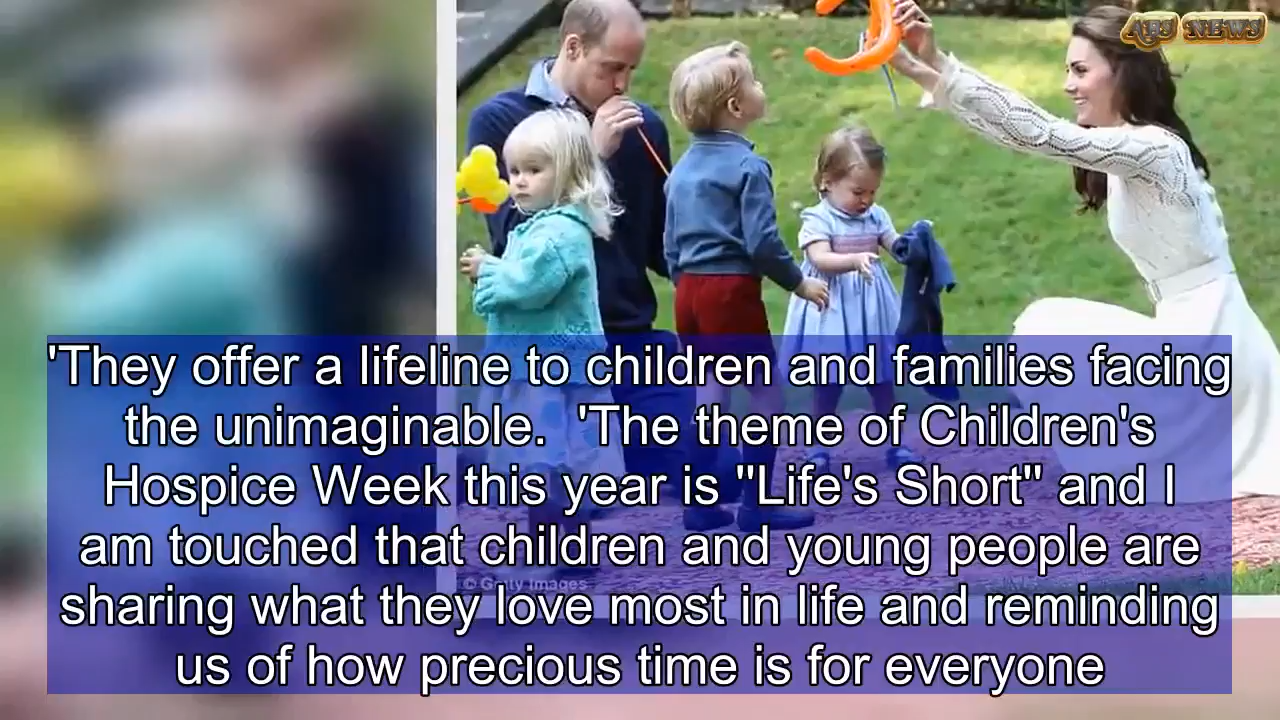 ABS NEWS
'They offer a lifeline to children and families facing
the unimaginable.  'The theme of Children's
Hospice Week this year is "Life's Short" and I
am touched that children and young people are
© Getty Images
sharing what they love most in life and reminding
us of how precious time is for everyone